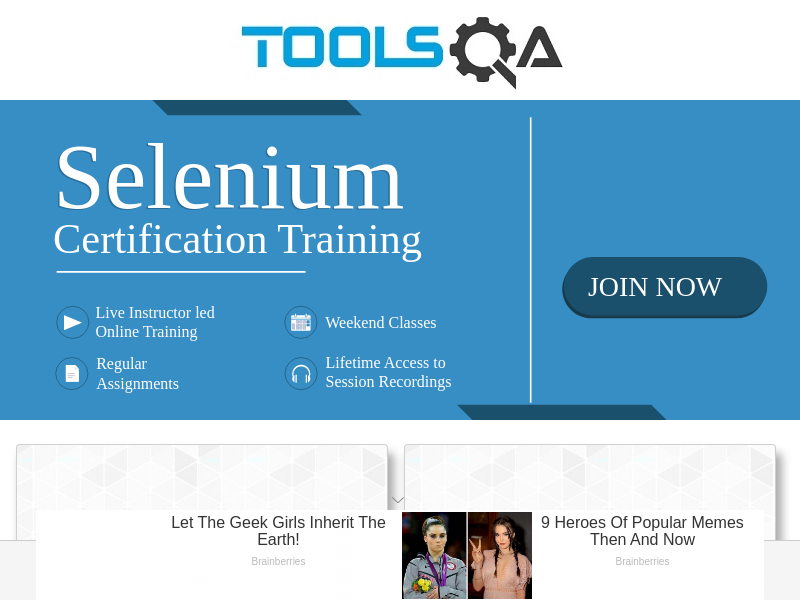 TOOLSQA
Selenium
Certification Training
JOIN NOW
Live Instructor led
Online Training
Weekend Classes
Regular
Assignments
Lifetime Access to
Session Recordings
Let The Geek Girls Inherit The
Earth!
Brainberries
9 Heroes Of Popular Memes
Then And Now
Brainberries